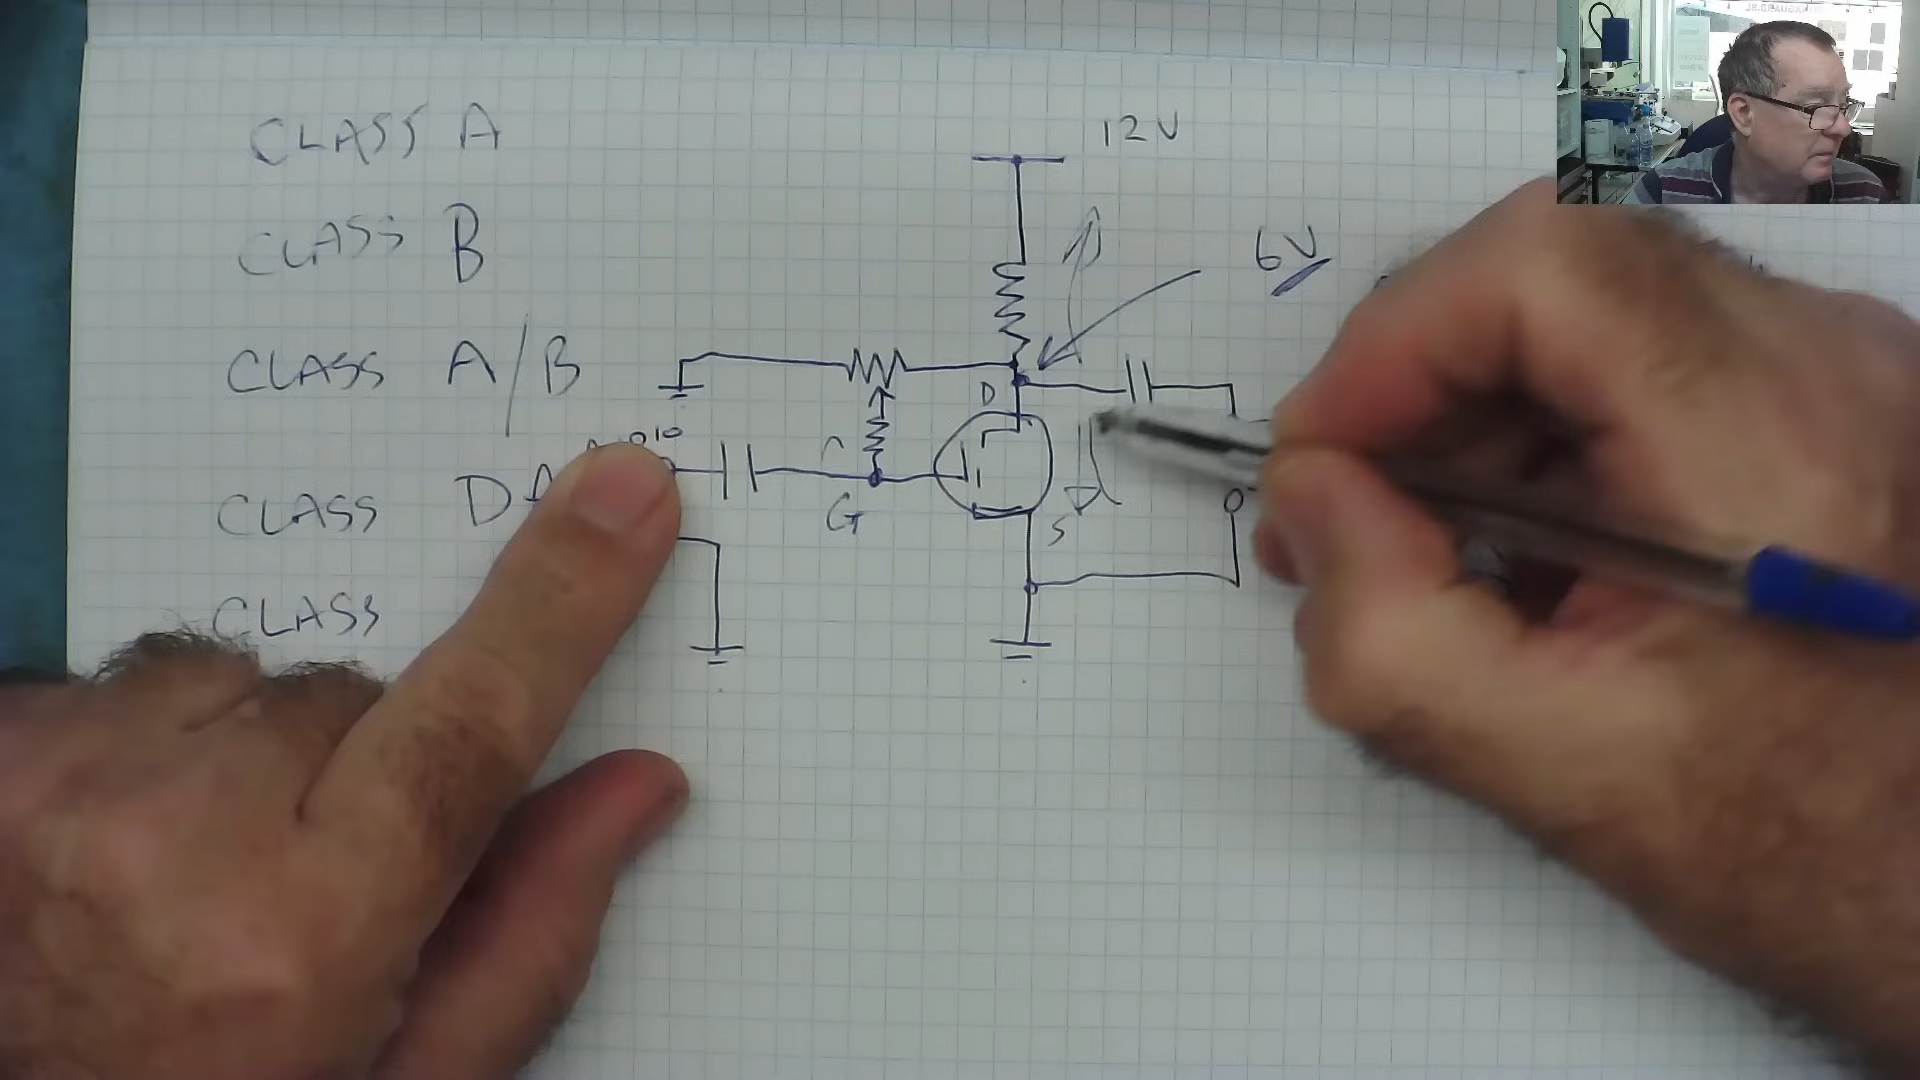 CLASS A
12V
CLASS B
6V
CLASS A/B
D
CLASS D
G
S
CLASS